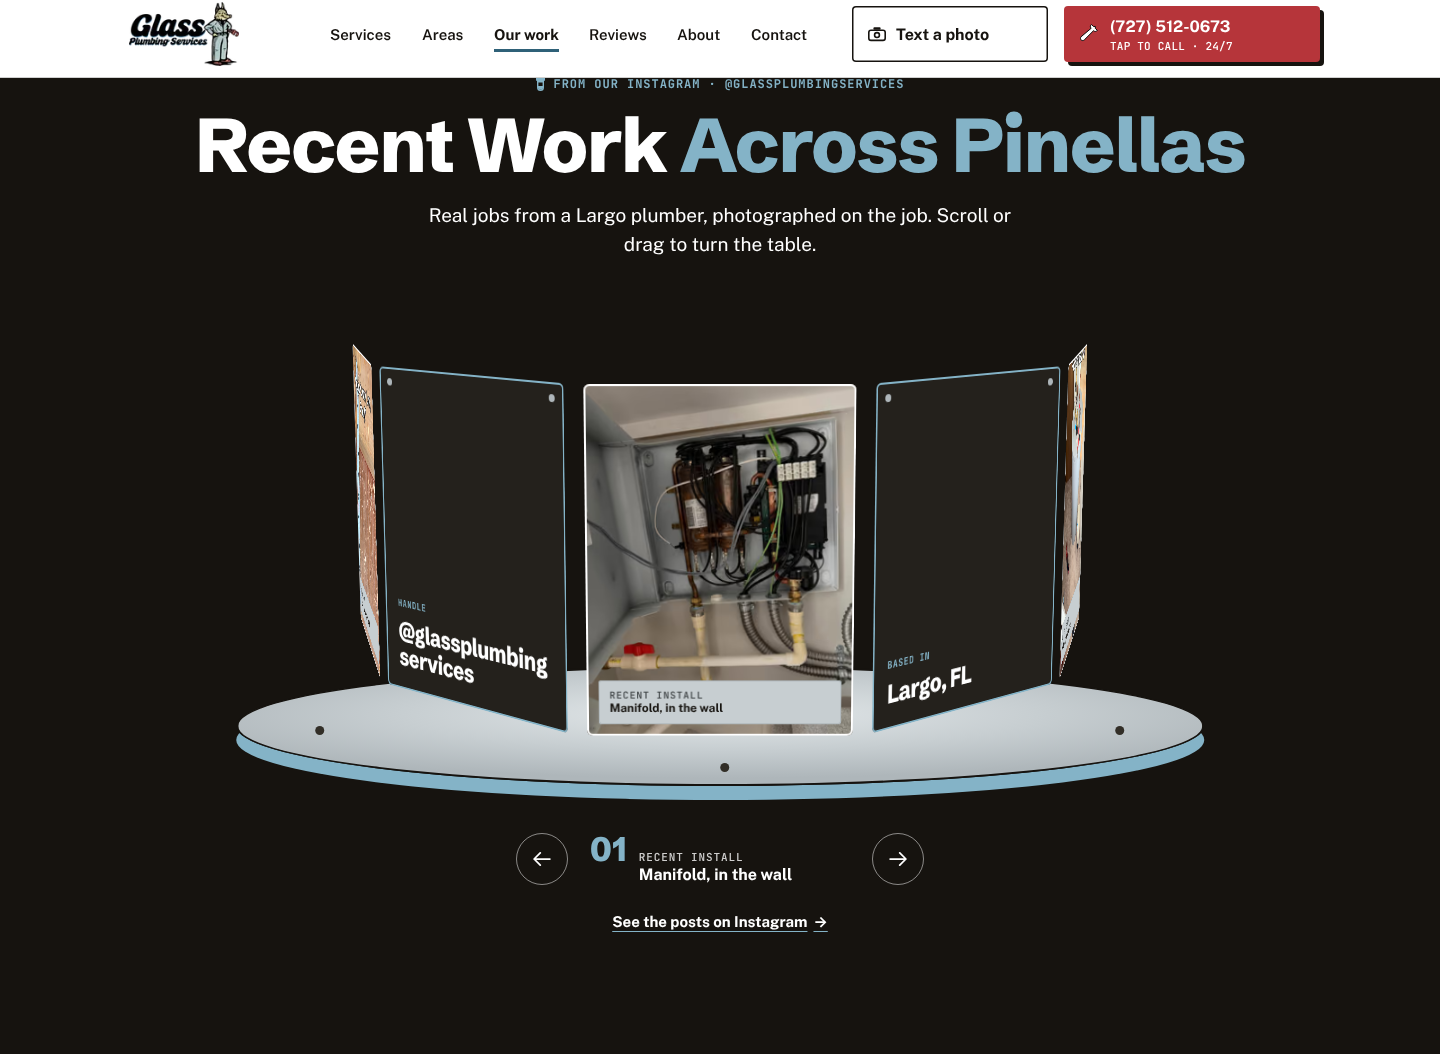 Glass
Plumbing Services
Services
Areas
Our work
Reviews
About
Contact
Text a photo
(727) 512-0673
TAP TO CALL · 24/7
FROM OUR INSTAGRAM · @GLASSPLUMBINGSERVICES
Recent Work Across Pinellas
Real jobs from a Largo plumber, photographed on the job. Scroll or
drag to turn the table.
HANDLE
@glassplumbing
services
RECENT INSTALL
Manifold, in the wall
BASED IN
Largo, FL
01
RECENT INSTALL
Manifold, in the wall
See the posts on Instagram →